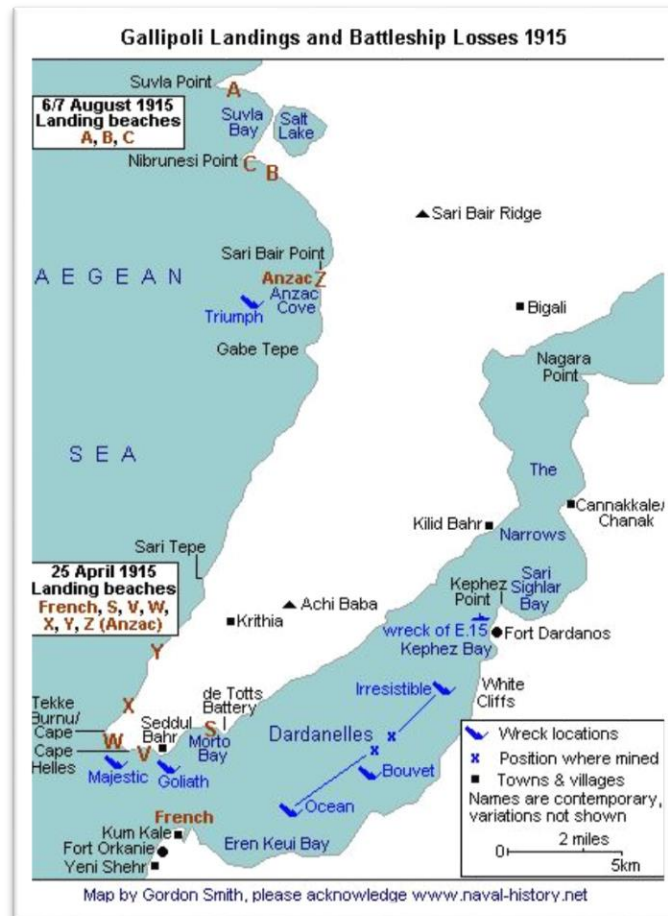 Gallipoli Landings and Battleship Losses 1915
Suvla Point
A
6/7 August 1915
Landing beaches
A, B, C
Suvla
Bay
Salt
Lake
Nibrunesi Point
C
B
Sari Bair Ridge
Sari Bair Point
AEGEAN
Anzac
Z
Anzac
Cove
Triumph
Bigali
Gabe Tepe
Nagara
Point
SEA
The
Cannakkale/
Chanak
Kilid Bahr
Narrows
Sari Tepe
25 April 1915
Landing beaches
French, S, V, W,
X, Y, Z (Anzac)
Kephez
Point
Sari
Sighlar
Bay
Achi Baba
Krithia
wreck of E.15
Fort Dardanos
Kephez Bay
Y
Irresistible
White
Cliffs
de Totts
Battery
X
Tekke
Burnu/
Cape
Seddul
Bahr
S
Dardanelles
W
Morto
Bay
Cape
Helles
V
Majestic
Goliath
Bouvet
Ocean
French
Kum Kale
Eren Keui Bay
Fort Orkanie
Yeni Shehr
Wreck locations
x Position where mined
Towns & villages
Names are contemporary,
variations not shown
2 miles
0
5km
Map by Gordon Smith, please acknowledge www.naval-history.net